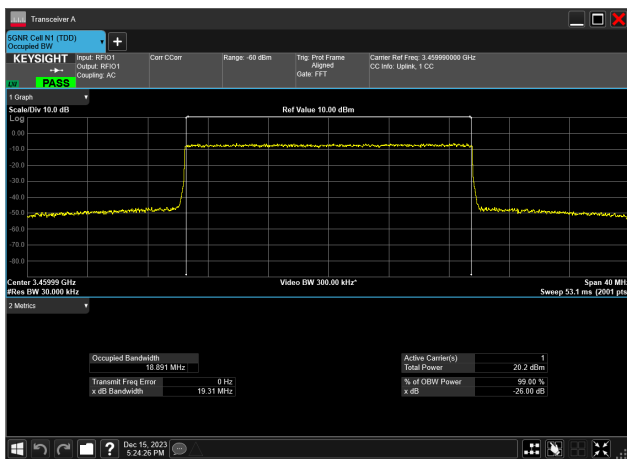 Transceiver A
5GNR Cell N1 (TDD)
Occupied BW
KEYSIGHT
LXI
PASS
Input: RFIO1
Output: RFIO1
Coupling: AC
Corr CCorr
Range: -60 dBm
Trig: Prot Frame
Aligned
Gate: FFT
Carrier Ref Freq: 3.459990000 GHz
CC Info: Uplink, 1 CC
1 Graph
Scale/Div 10.0 dB
Ref Value 10.00 dBm
Log
0.00
-10.0
-20.0
-30.0
-40.0
-50.0
-60.0
-70.0
-80.0
Center 3.45999 GHz
#Res BW 30.000 kHz
Video BW 300.00 kHz*
Span 40 MHz
Sweep 53.1 ms (2001 pts
2 Metrics
Occupied Bandwidth
18.891 MHz
Transmit Freq Error 0 Hz
x dB Bandwidth 19.31 MHz
Active Carrier(s) 1
Total Power 20.2 dBm
% of OBW Power 99.00 %
x dB -26.00 dB
Dec 15, 2023
5:24:26 PM